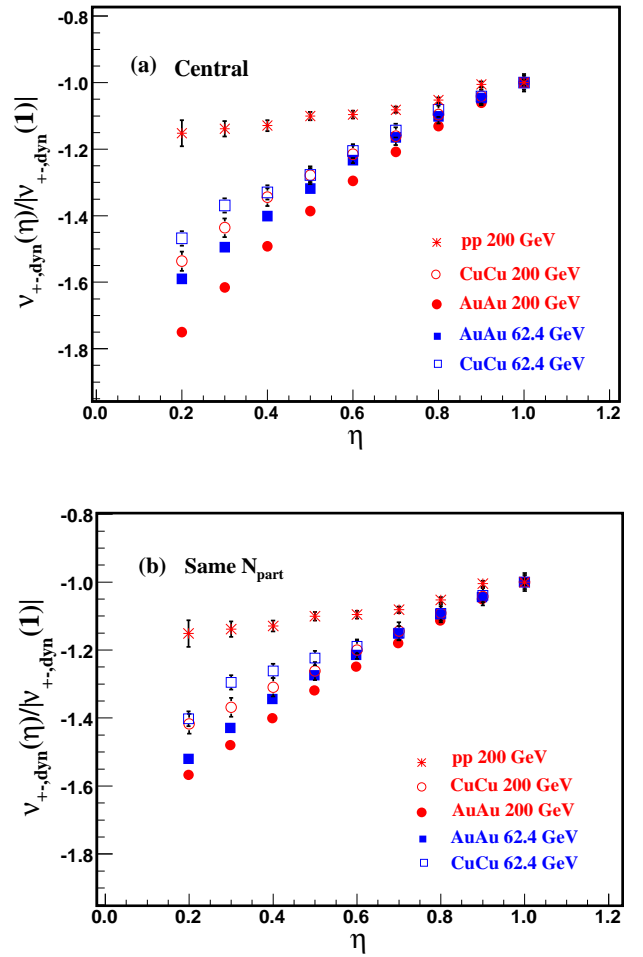 -0.8
(a) Central
-1.0
-1.2
-1.4
-1.6
-1.8
ν+-,dyn(η)/|ν+-,dyn(1)|
pp 200 GeV
CuCu 200 GeV
AuAu 200 GeV
AuAu 62.4 GeV
CuCu 62.4 GeV
0.0 0.2 0.4 0.6 0.8 1.0 1.2
η
-0.8
(b) Same Npart
-1.0
-1.2
-1.4
-1.6
-1.8
ν+-,dyn(η)/|ν+-,dyn(1)|
pp 200 GeV
CuCu 200 GeV
AuAu 200 GeV
AuAu 62.4 GeV
CuCu 62.4 GeV
0.0 0.2 0.4 0.6 0.8 1.0 1.2
η